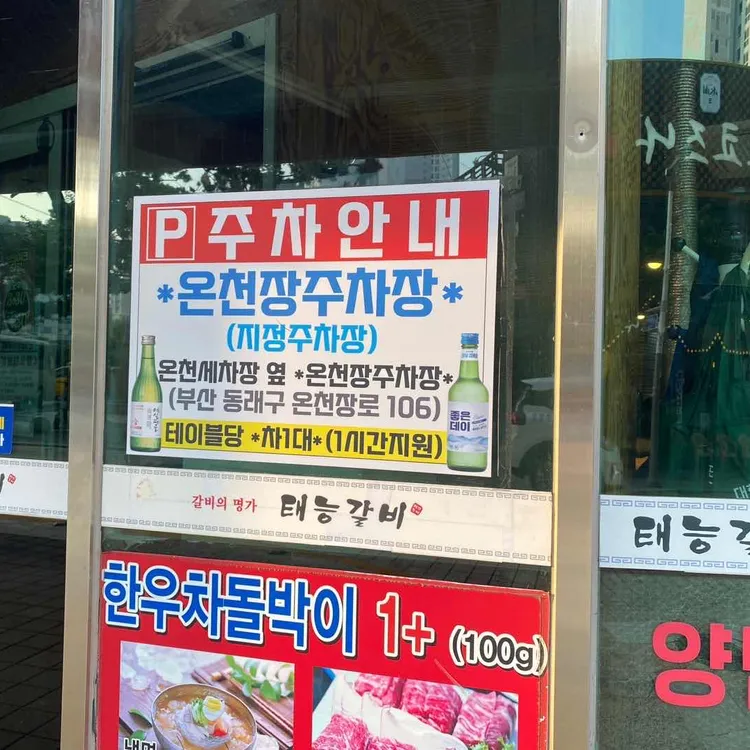 P 주차안내
*온천장주차장*
(지정주차장)
온천세차장 옆 *온천장주차장*
(부산 동래구 온천장로 106)
테이블당 *차1대* (1시간지원)
좋은
데이
갈비의 명가 태능갈비
태능갈
한우차돌박이 1+ (100g)
냉면
양